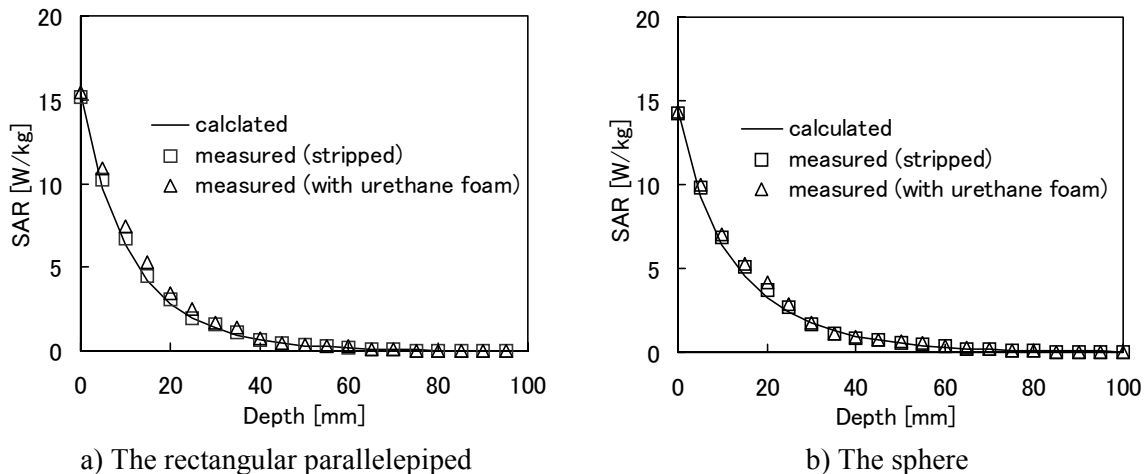 20
15
10
5
0
SAR [W/kg]
calclated
measured (stripped)
measured (with urethane foam)
0 20 40 60 80 100
Depth [mm]
a) The rectangular parallelepiped
20
15
10
5
0
SAR [W/kg]
calculated
measured (stripped)
measured (with urethane foam)
0 20 40 60 80 100
Depth [mm]
b) The sphere